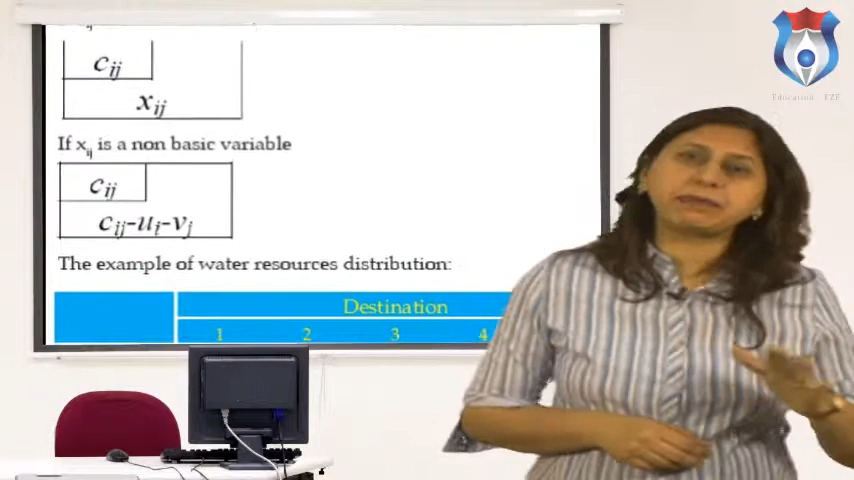 c_ij
x_ij
If x_ij is a non basic variable
c_ij
c_ij-u_i-v_j
The example of water resources distribution:
Destination
1 2 3 4
Education